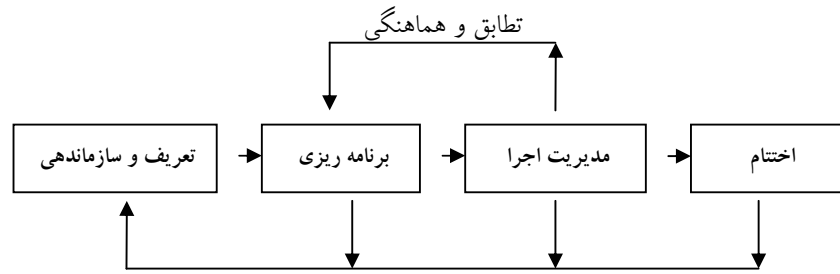 تطابق و هماهنگی
تعریف و سازماندهی
برنامه ریزی
مدیریت اجرا
اختتام